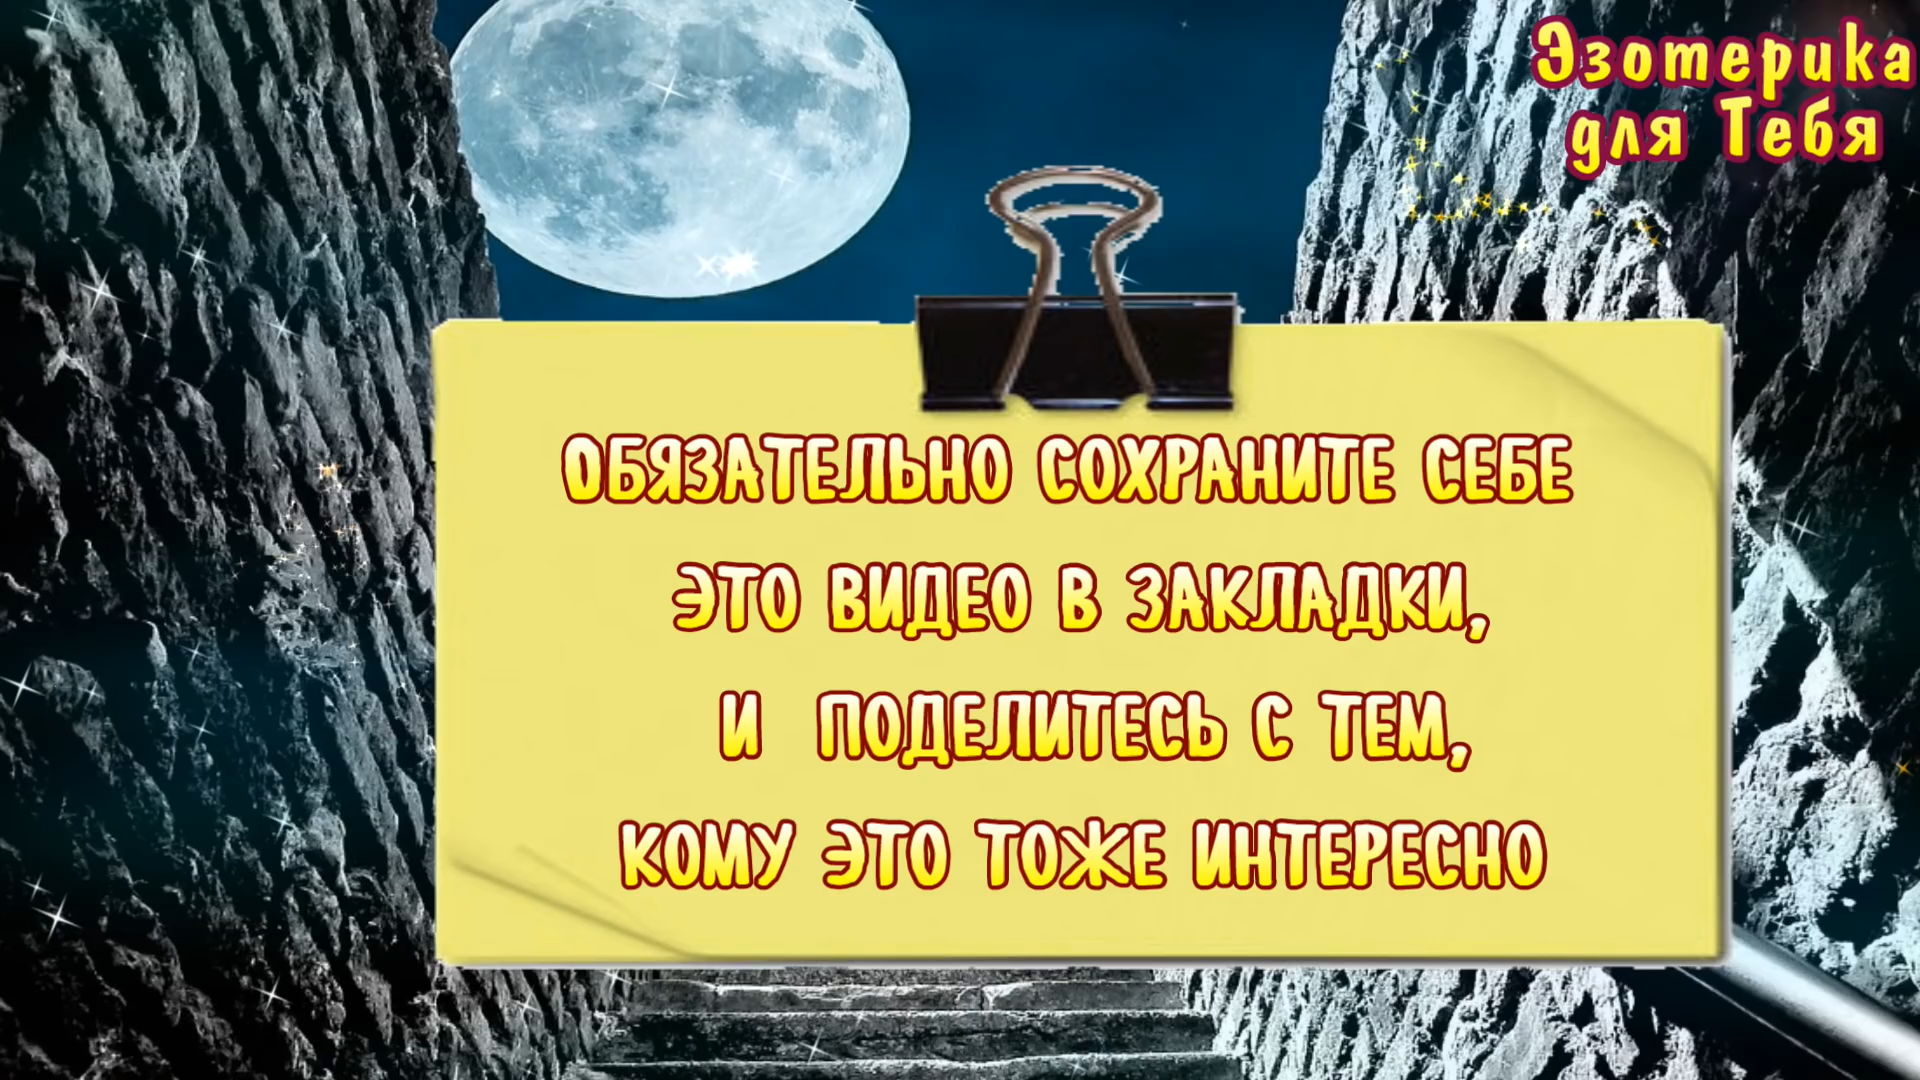 Эзотерика
для Тебя
ОБЯЗАТЕЛЬНО СОХРАНИТЕ СЕБЕ
ЭТО ВИДЕО В ЗАКЛАДКИ,
И ПОДЕЛИТЕСЬ С ТЕМ,
КОМУ ЭТО ТОЖЕ ИНТЕРЕСНО